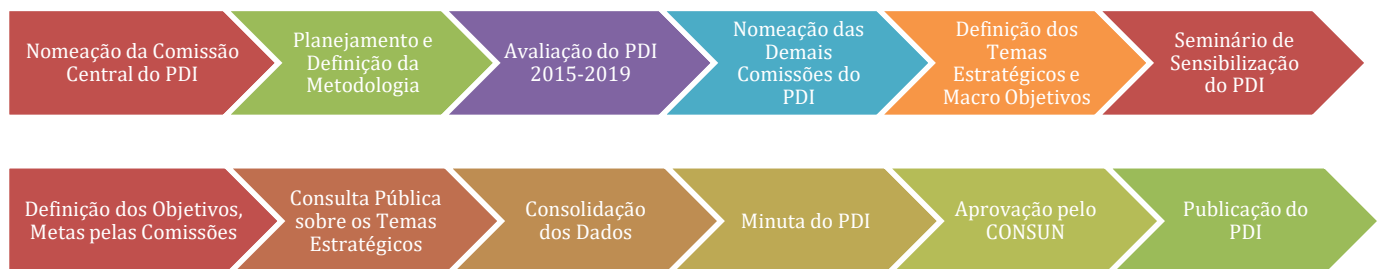 Nomeação da Comissão
Central do PDI
Planejamento e
Definição da
Metodologia
Avaliação do PDI
2015-2019
Nomeação das
Demais
Comissões do
PDI
Definição dos
Temas
Estratégicos e
Macro Objetivos
Seminário de
Sensibilização
do PDI
Definição dos Objetivos,
Metas pelas Comissões
Consulta Pública
sobre os Temas
Estratégicos
Consolidação
dos Dados
Minuta do PDI
Aprovação pelo
CONSUN
Publicação do
PDI